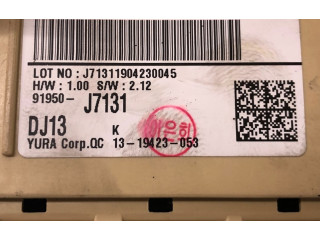 LOT NO : J71311904230045
H/W : 1.00 S/W : 2.12
91950- J7131
DJ13 K
YURA Corp.QC 13-19423-053